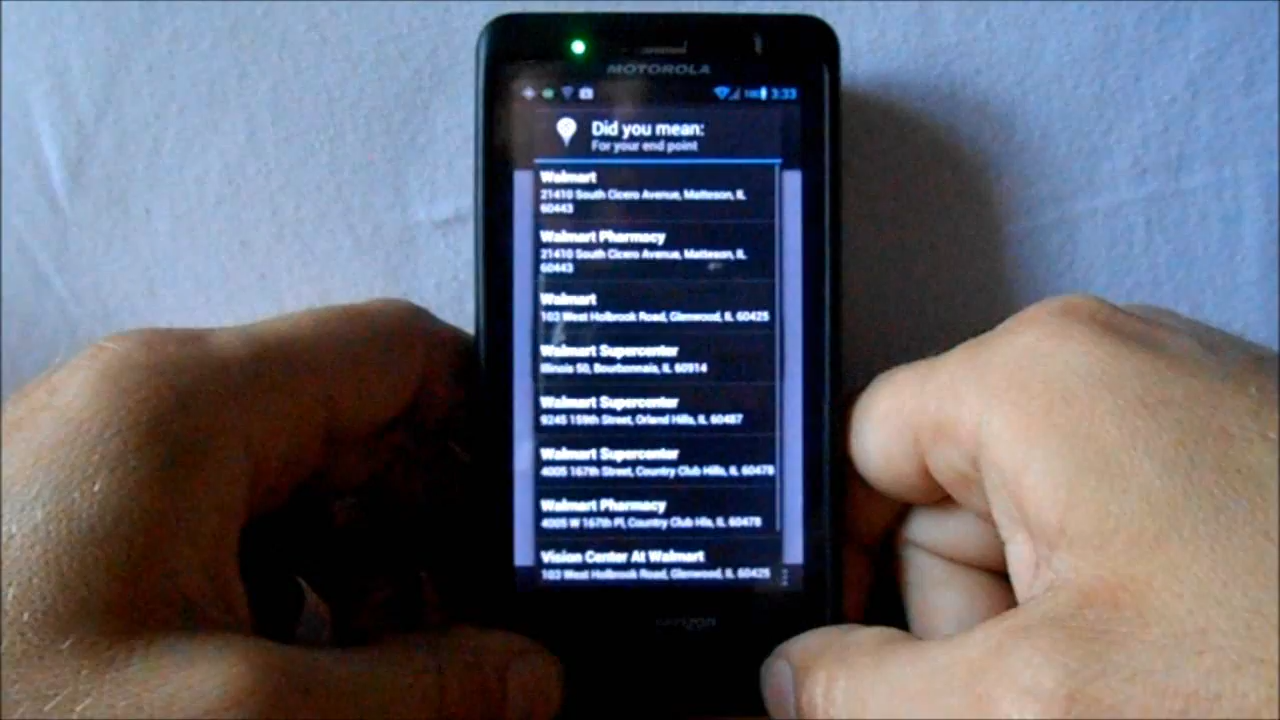 MOTOROLA
100 3:33
Did you mean:
For your end point
Walmart
21410 South Cicero Avenue, Matteson, IL
60443
Walmart Pharmacy
21410 South Cicero Avenue, Matteson, IL
60443
Walmart
103 West Holbrook Road, Glenwood, IL 60425
Walmart Supercenter
Illinois 50, Bourbonnais, IL 60914
Walmart Supercenter
9245 159th Street, Orland Hills, IL 60487
Walmart Supercenter
4005 167th Street, Country Club Hills, IL 60478
Walmart Pharmacy
4005 W 167th Pl, Country Club Hls, IL 60478
Vision Center At Walmart
103 West Holbrook Road, Glenwood, IL 60425
verizon